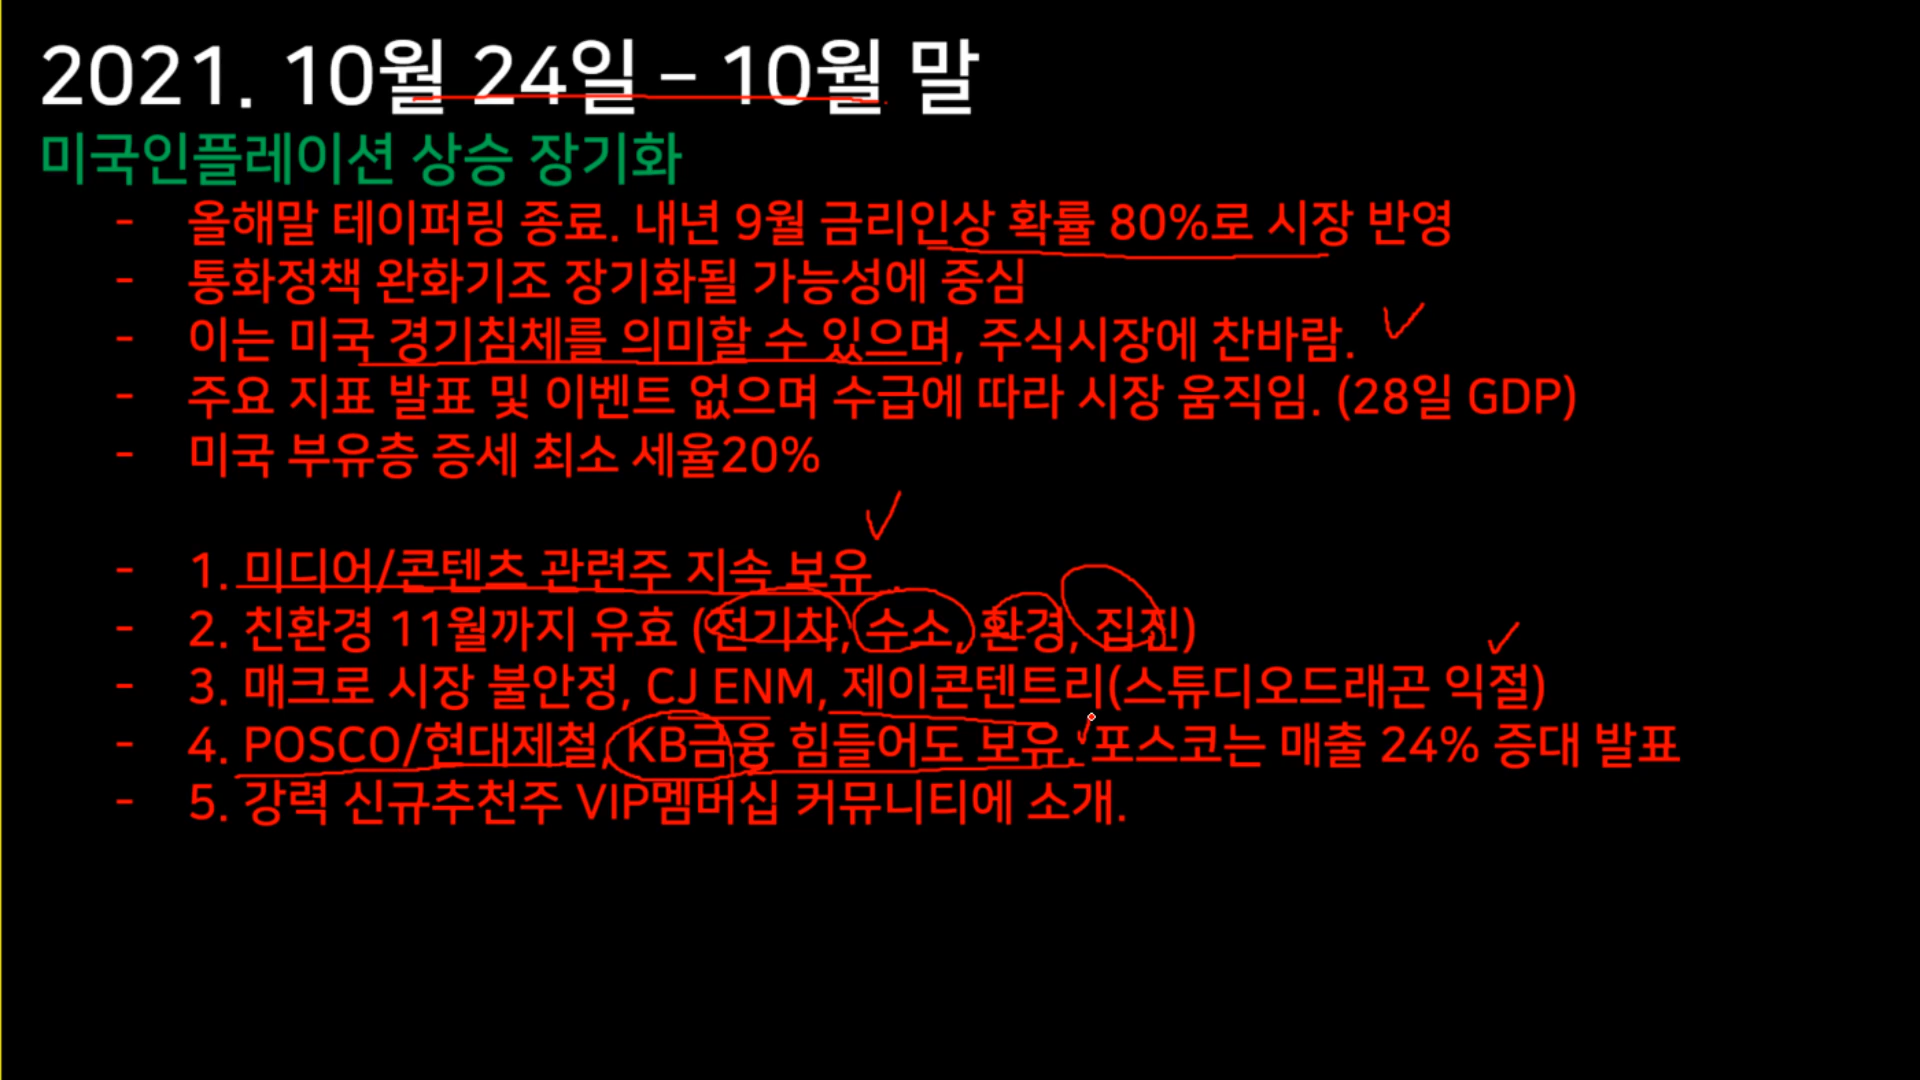 2021. 10월 24일 – 10월 말
미국인플레이션 상승 장기화
- 올해말 테이퍼링 종료. 내년 9월 금리인상 확률 80%로 시장 반영
- 통화정책 완화기조 장기화될 가능성에 중심
- 이는 미국 경기침체를 의미할 수 있으며, 주식시장에 찬바람.
- 주요 지표 발표 및 이벤트 없으며 수급에 따라 시장 움직임. (28일 GDP)
- 미국 부유층 증세 최소 세율20%
- 1. 미디어/콘텐츠 관련주 지속 보유 .
- 2. 친환경 11월까지 유효 (전기차, 수소, 환경, 집진)
- 3. 매크로 시장 불안정, CJ ENM, 제이콘텐트리(스튜디오드래곤 익절)
- 4. POSCO/현대제철, KB금융 힘들어도 보유. 포스코는 매출 24% 증대 발표
- 5. 강력 신규추천주 VIP멤버십 커뮤니티에 소개.